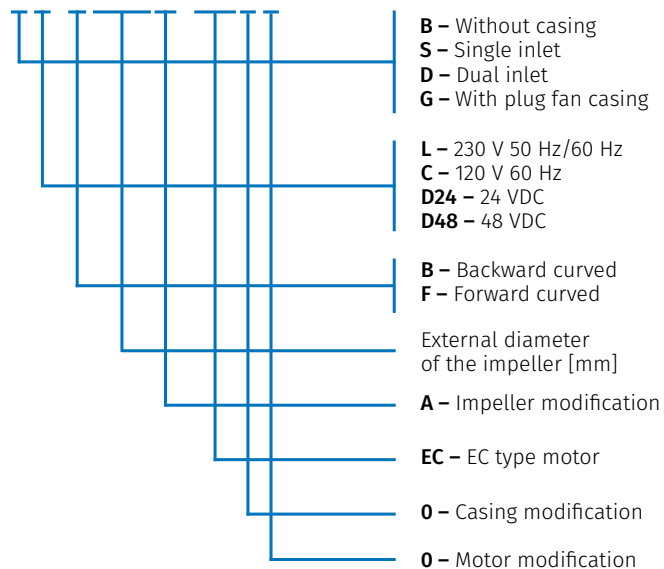 B – Without casing
S – Single inlet
D – Dual inlet
G – With plug fan casing
L – 230 V 50 Hz/60 Hz
C – 120 V 60 Hz
D24 – 24 VDC
D48 – 48 VDC
B – Backward curved
F – Forward curved
External diameter
of the impeller [mm]
A – Impeller modification
EC – EC type motor
0 – Casing modification
0 – Motor modification